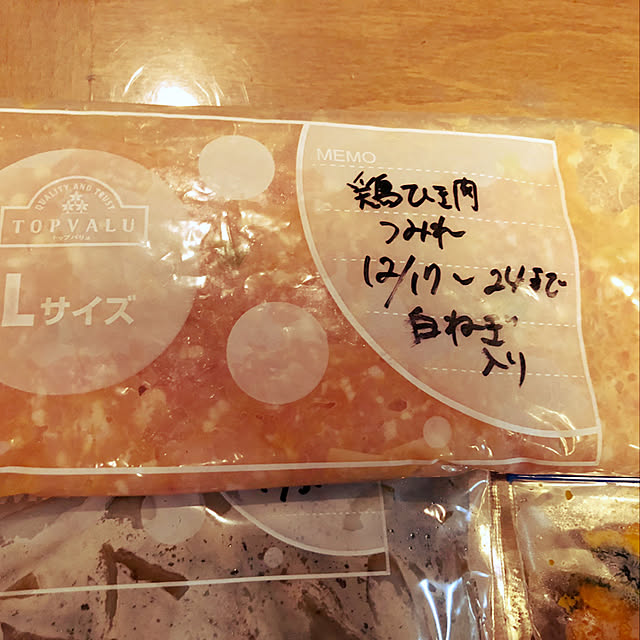 MEMO
鶏ひき肉
つみれ
12/17～24まで
白ねぎ
入り
QUALITY AND TRUST
TOPVALU
トップバリュ
Lサイズ